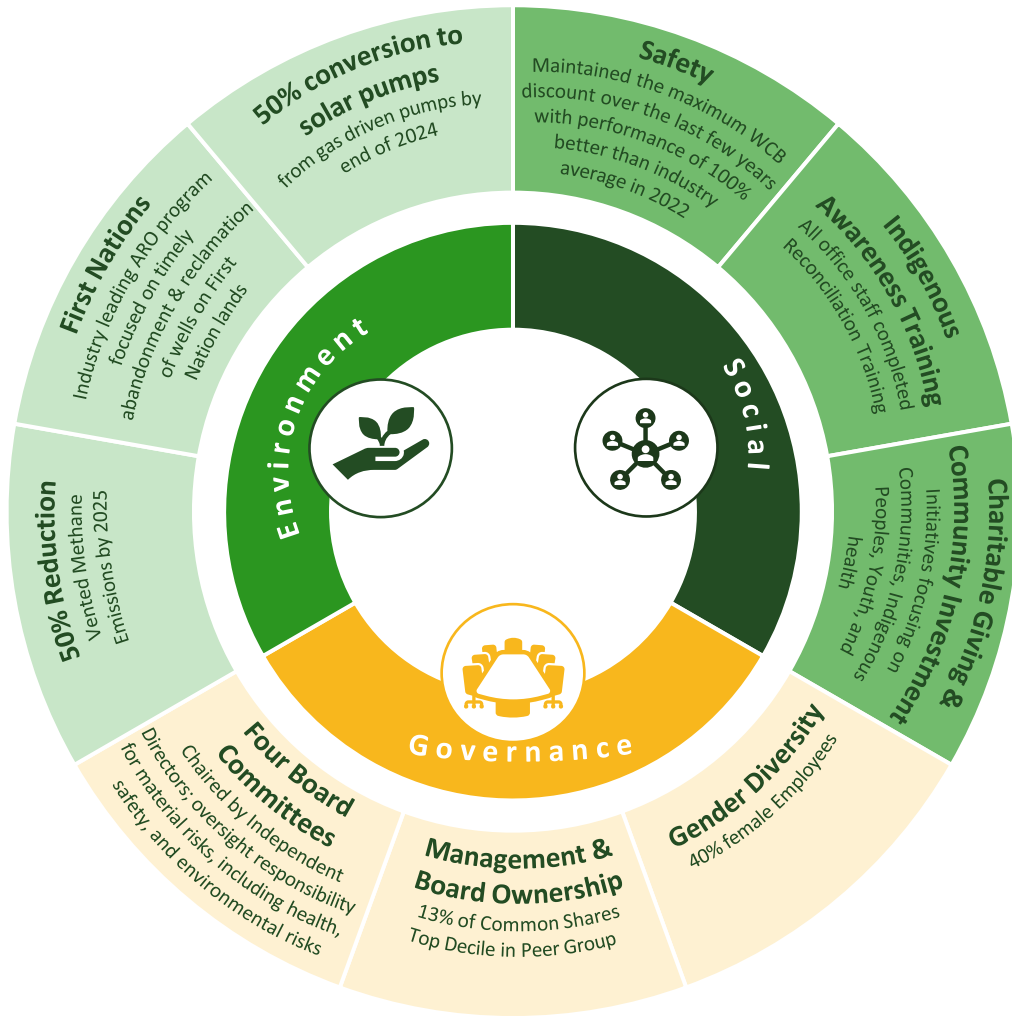 50% conversion to
solar pumps
from gas driven pumps by
end of 2024
Safety
Maintained the maximum WCB
discount over the last few years
with performance of 100%
better than industry
average in 2022
Indigenous
Awareness Training
All office staff completed
Reconciliation Training
Charitable Giving &
Community Investment
Initiatives focusing on
Communities, Indigenous
Peoples, Youth, and
health
Gender Diversity
40% female Employees
Management &
Board Ownership
13% of Common Shares
Top Decile in Peer Group
Four Board
Committees
Chaired by Independent
Directors; oversight responsibility
for material risks, including health,
safety, and environmental risks
50% Reduction
Vented Methane
Emissions by 2025
First Nations
Industry leading ARO program
focused on timely
abandonment & reclamation
of wells on First
Nation lands
Environment
Social
Governance